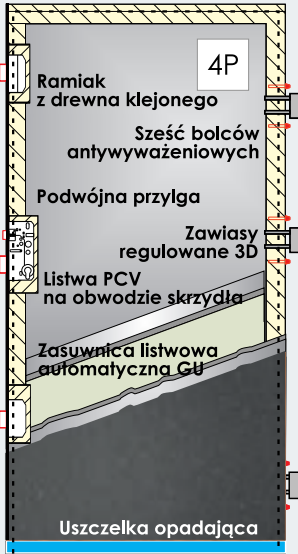 4P
Ramiak
z drewna klejonego
Sześć bolców
antywyważeniowych
Podwójna przylga
Zawiasy
regulowane 3D
Listwa PCV
na obwodzie skrzydła
Zasuwnica listwowa
automatyczna GU
Uszczelka opadająca